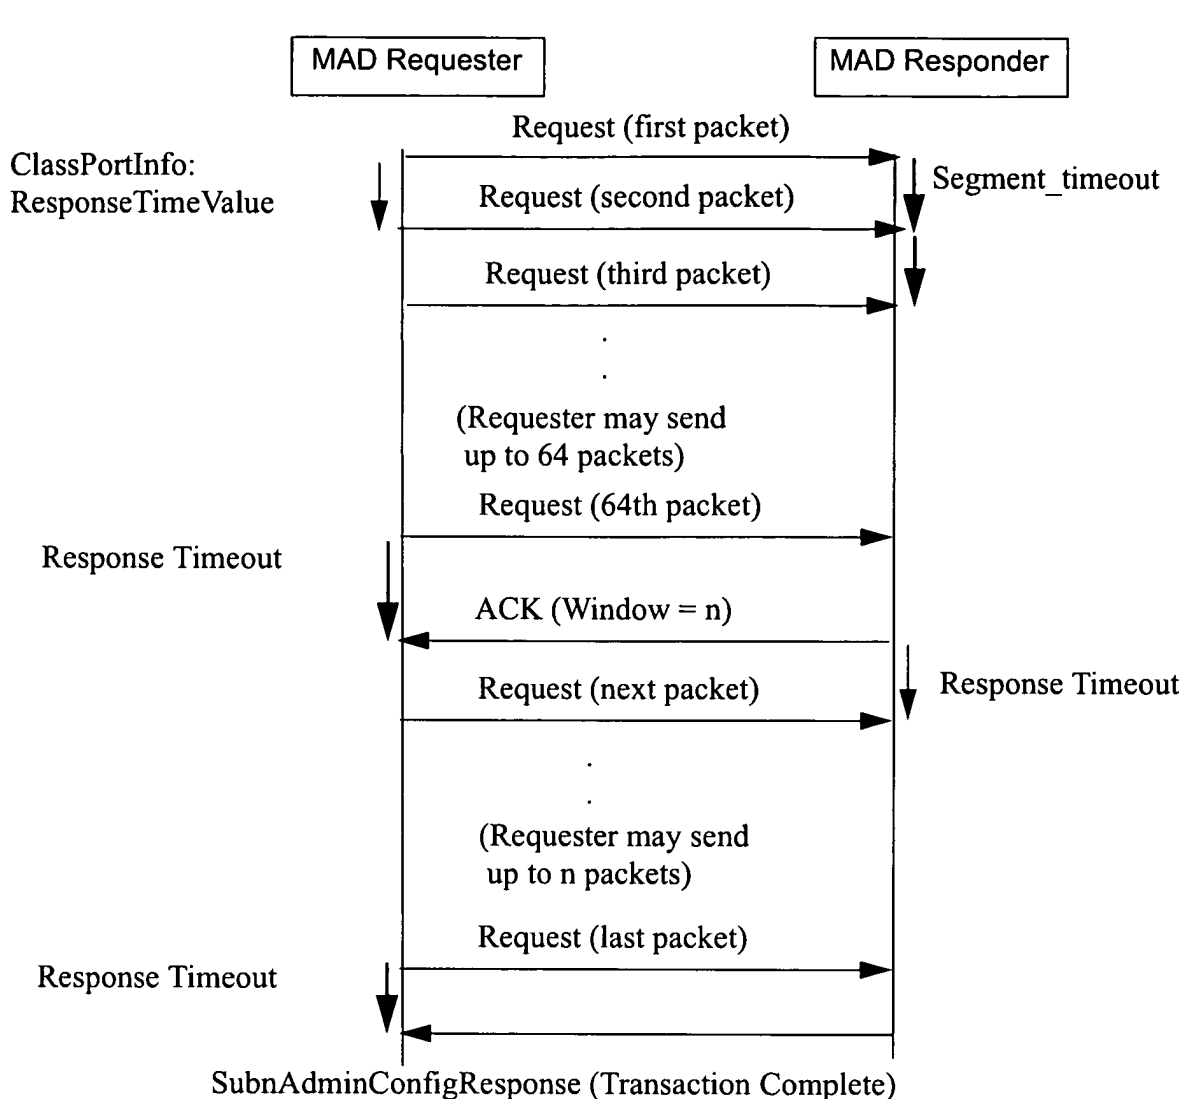 MAD Requester
MAD Responder
Request (first packet)
ClassPortInfo:
ResponseTimeValue
Segment_timeout
Request (second packet)
Request (third packet)
.
.
(Requester may send
up to 64 packets)
Request (64th packet)
Response Timeout
ACK (Window = n)
Request (next packet)
Response Timeout
.
.
(Requester may send
up to n packets)
Request (last packet)
Response Timeout
SubnAdminConfigResponse (Transaction Complete)